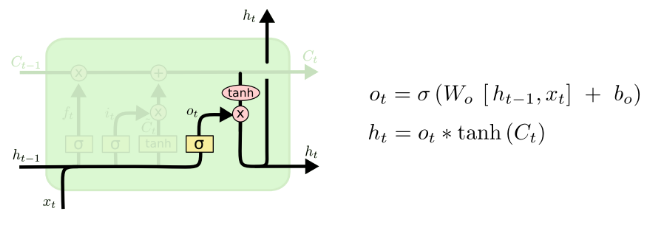 h_t
C_{t-1}
C_t
x
+
tanh
f_t
i_t
x
o_t
x
C̃_t
σ
σ
tanh
σ
h_{t-1}
h_t
x_t
o_t = σ (W_o [h_{t-1}, x_t] + b_o)
h_t = o_t * tanh (C_t)